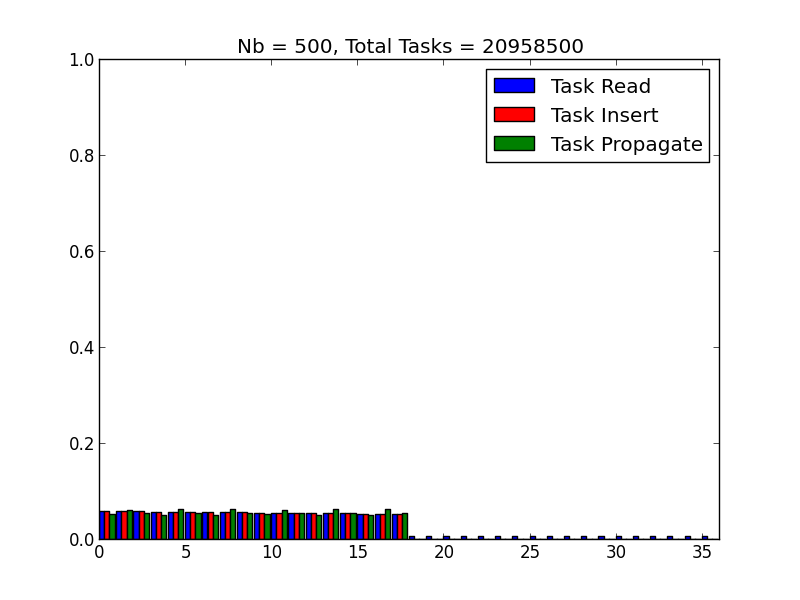 Nb = 500, Total Tasks = 20958500
1.0
0.8
0.6
0.4
0.2
0.0
Task Read
Task Insert
Task Propagate
0 5 10 15 20 25 30 35